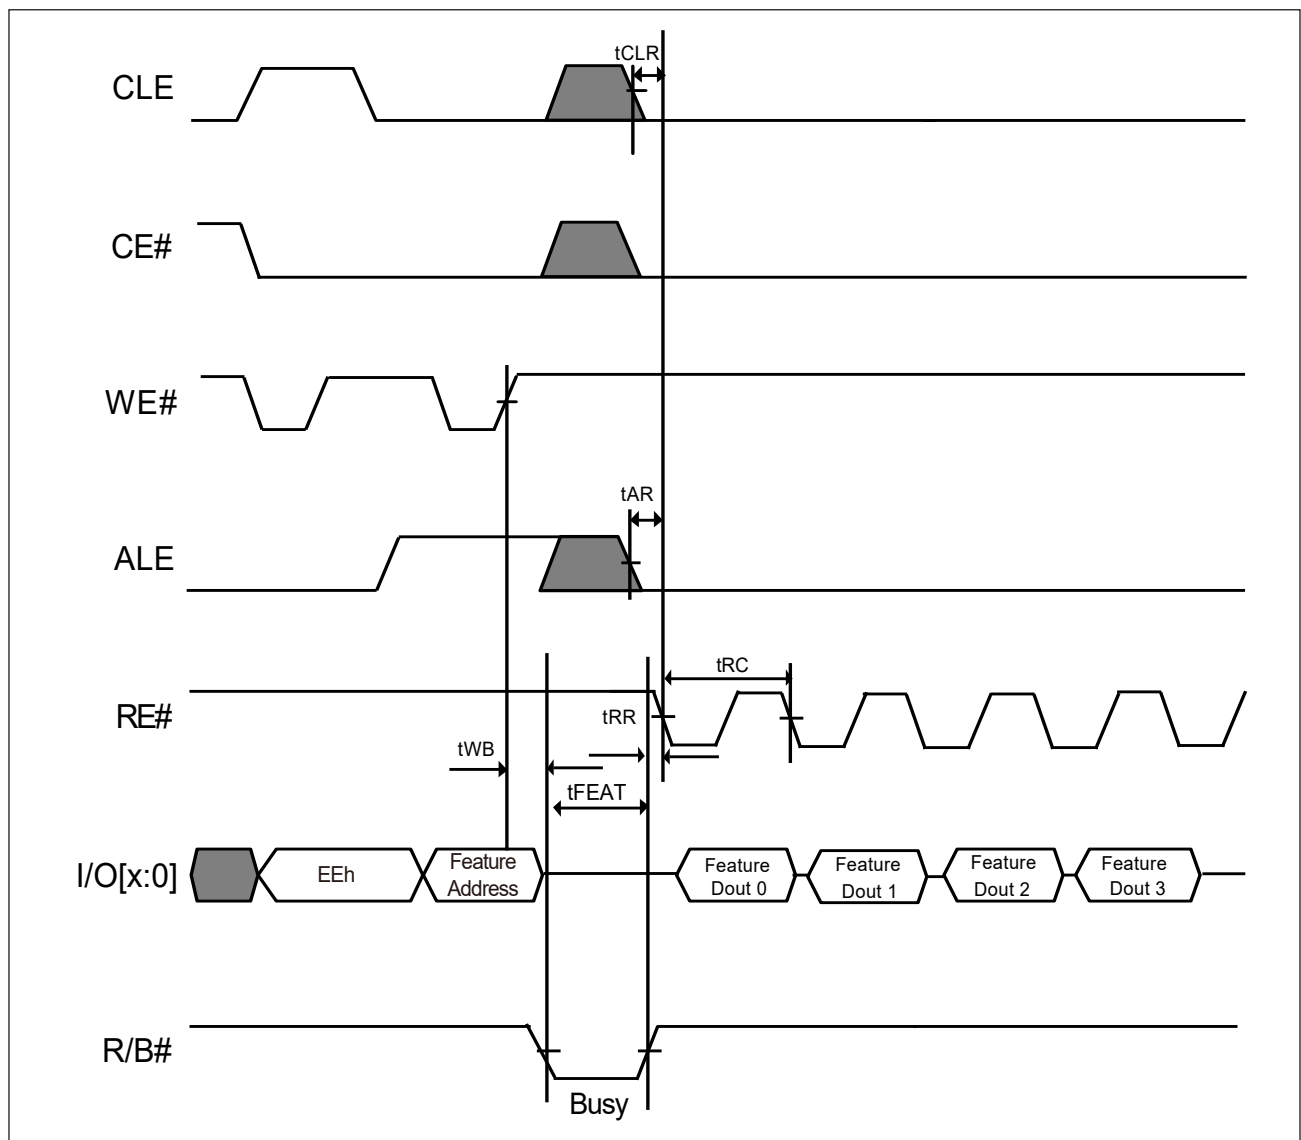 tCLR
CLE
CE#
WE#
tAR
ALE
tRC
RE#
tRR
tWB
tFEAT
I/O[x:0]
EEh
Feature
Address
Feature
Dout 0
Feature
Dout 1
Feature
Dout 2
Feature
Dout 3
R/B#
Busy